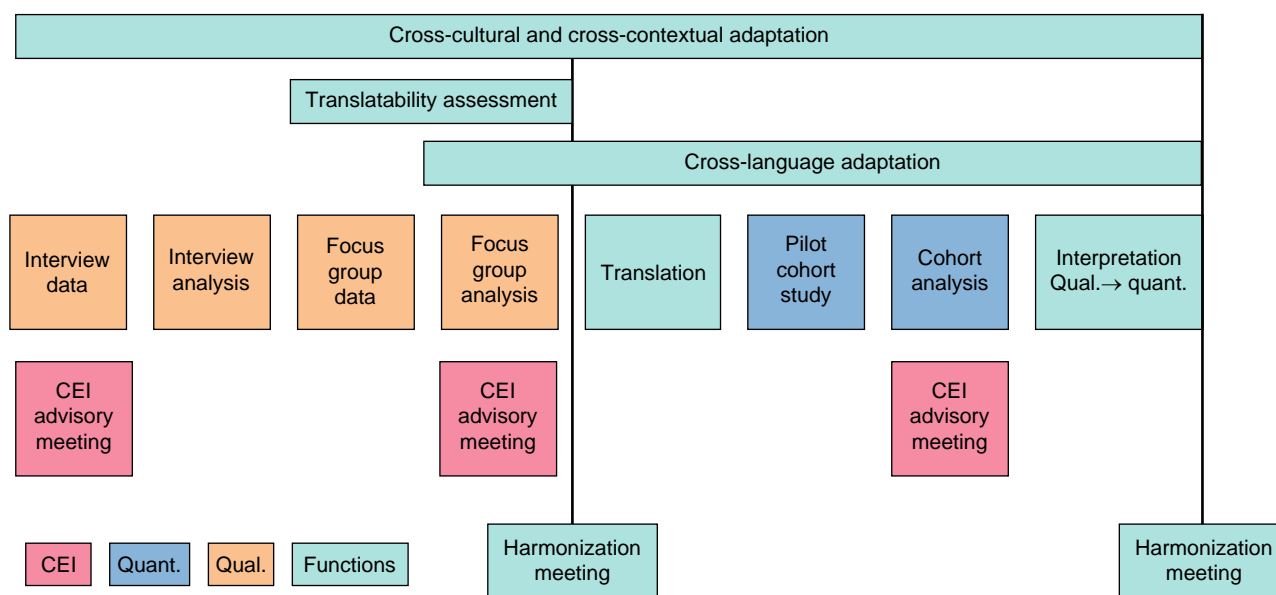 Cross-cultural and cross-contextual adaptation
Translatability assessment
Cross-language adaptation
Interview
data
Interview
analysis
Focus
group
data
Focus
group
analysis
Translation
Pilot
cohort
study
Cohort
analysis
Interpretation
Qual.→ quant.
CEI
advisory
meeting
CEI
advisory
meeting
CEI
advisory
meeting
CEI
Quant.
Qual.
Functions
Harmonization
meeting
Harmonization
meeting